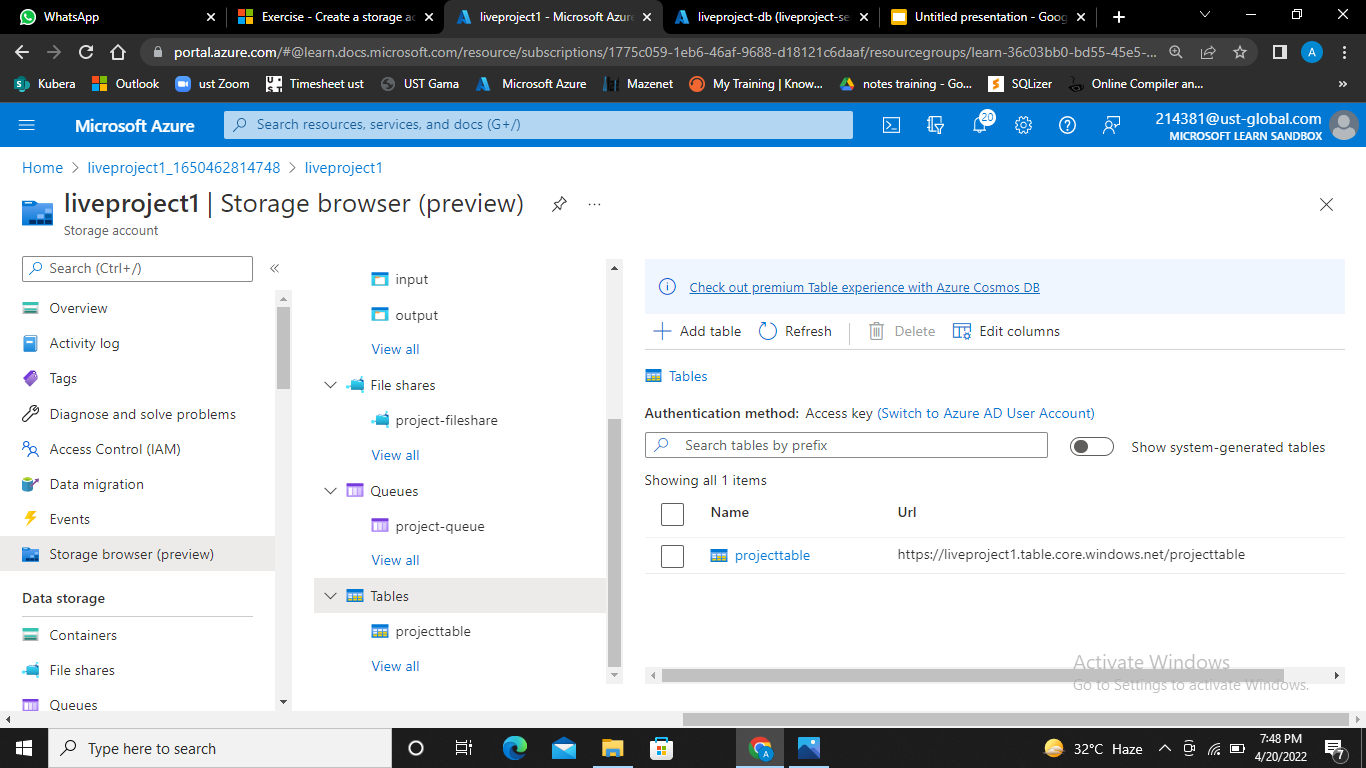 WhatsApp
Exercise - Create a storage ac
liveproject1 - Microsoft Azure
liveproject-db (liveproject-se
Untitled presentation - Goog
portal.azure.com/#@learn.docs.microsoft.com/resource/subscriptions/1775c059-1eb6-46af-9688-d18121c6daaf/resourcegroups/learn-36c03bb0-bd55-45e5-...
A
Kubera
Outlook
ust Zoom
Timesheet ust
UST Gama
Microsoft Azure
Mazenet
My Training | Know...
notes training - Go...
SQLizer
Online Compiler an...
»
Microsoft Azure
Search resources, services, and docs (G+/)
20
214381@ust-global.com
MICROSOFT LEARN SANDBOX
Home > liveproject1_1650462814748 > liveproject1
liveproject1 | Storage browser (preview)
...
Storage account
Search (Ctrl+/)
«
Overview
Activity log
Tags
Diagnose and solve problems
Access Control (IAM)
Data migration
Events
Storage browser (preview)
Data storage
Containers
File shares
Queues
input
output
View all
File shares
project-fileshare
View all
Queues
project-queue
View all
Tables
projecttable
View all
Check out premium Table experience with Azure Cosmos DB
Add table
Refresh
Delete
Edit columns
Tables
Authentication method: Access key (Switch to Azure AD User Account)
Search tables by prefix
Show system-generated tables
Showing all 1 items
Name
Url
projecttable
https://liveproject1.table.core.windows.net/projecttable
Activate Windows
Go to Settings to activate Windows.
Type here to search
A
32°C Haze
7:48 PM
4/20/2022
7